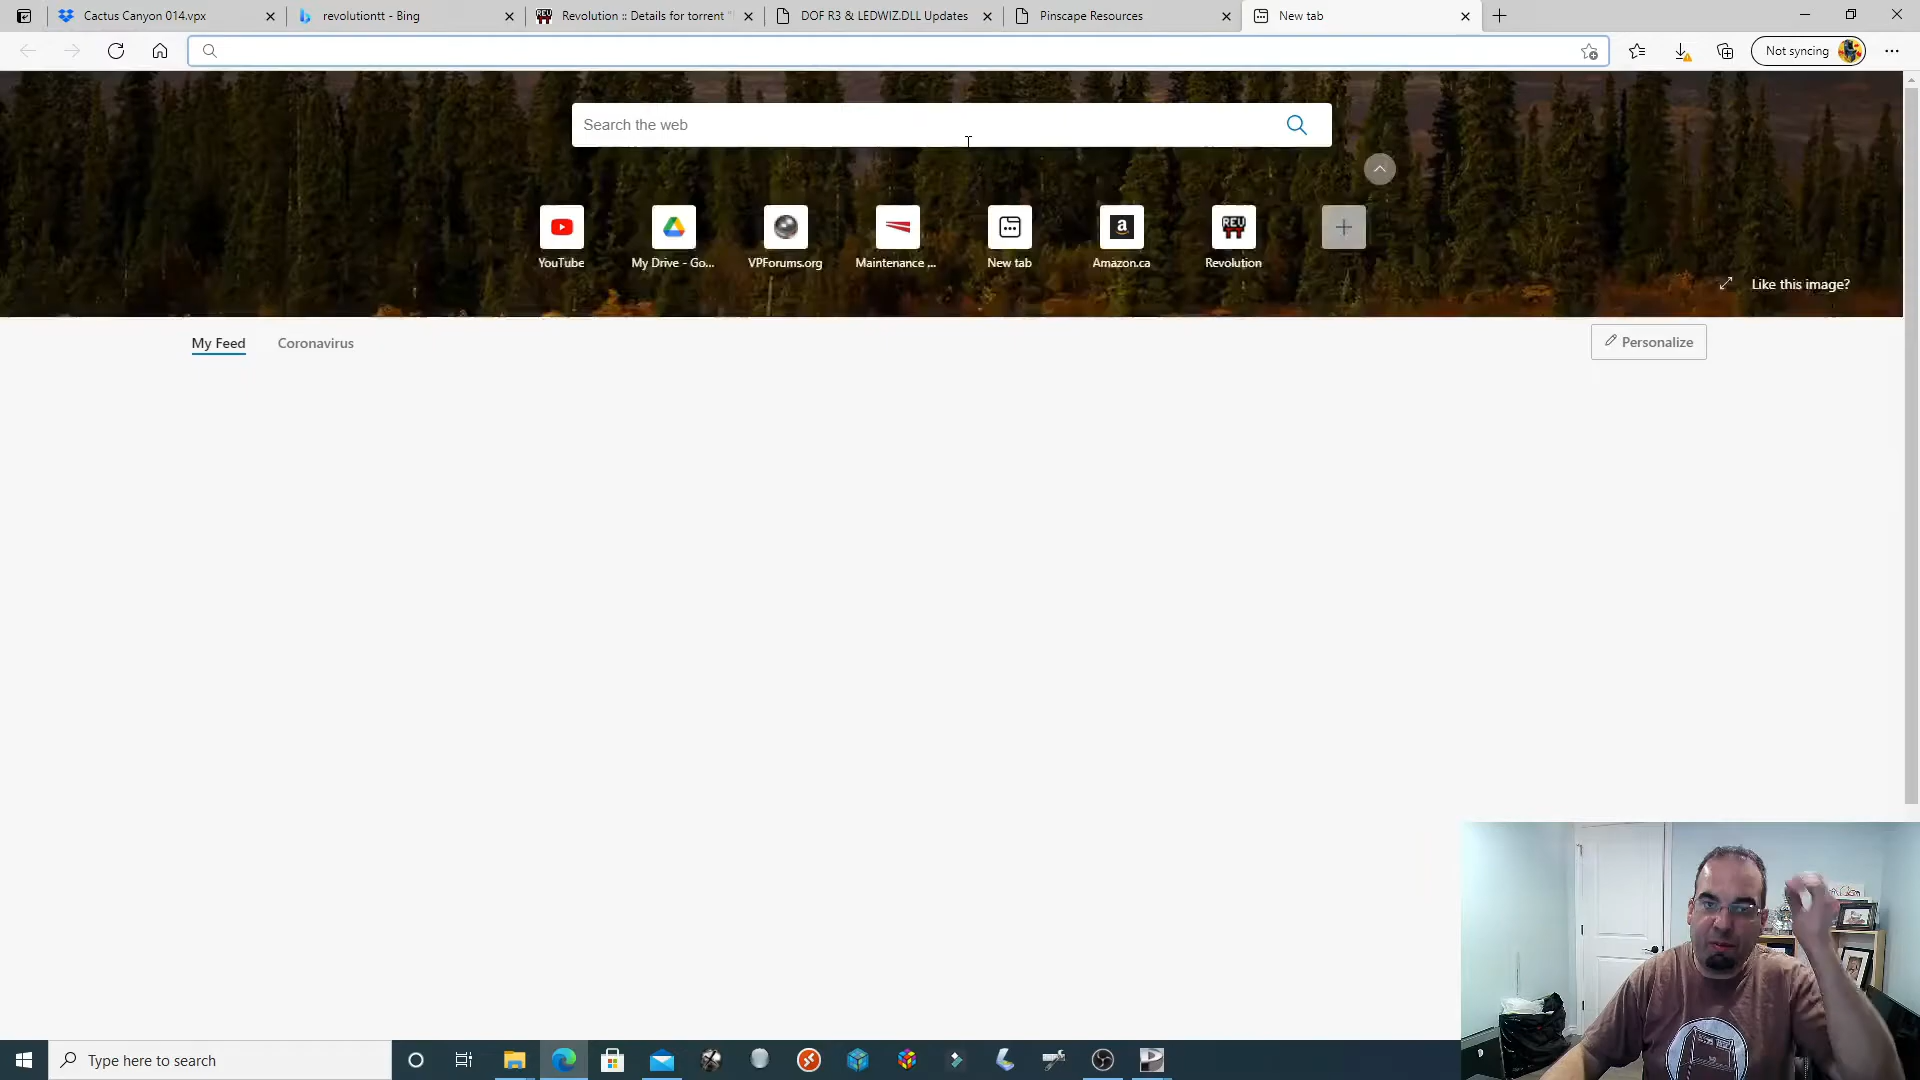 Cactus Canyon 014.vpx
revolutiontt - Bing
Revolution :: Details for torrent "
DOF R3 & LEDWIZ.DLL Updates
Pinscape Resources
New tab
Not syncing
Search the web
YouTube
My Drive - Go...
VPForums.org
Maintenance ...
New tab
a
Amazon.ca
REV
TT
Revolution
Like this image?
My Feed
Coronavirus
Personalize
Type here to search